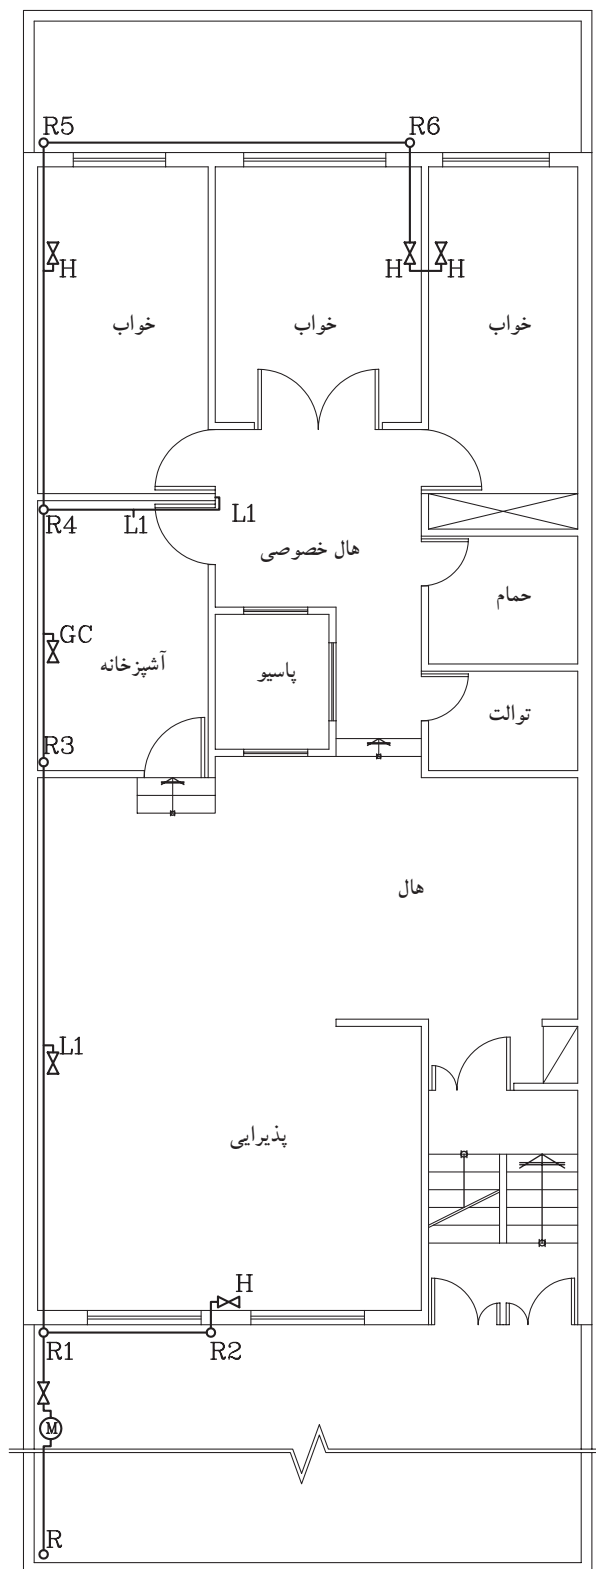 R5
R6
H
H
H
خواب
خواب
خواب
R4
L1
L1
هال خصوصی
حمام
GC
آشپزخانه
پاسیو
توالت
R3
هال
L1
پذیرایی
H
R1
R2
M
R